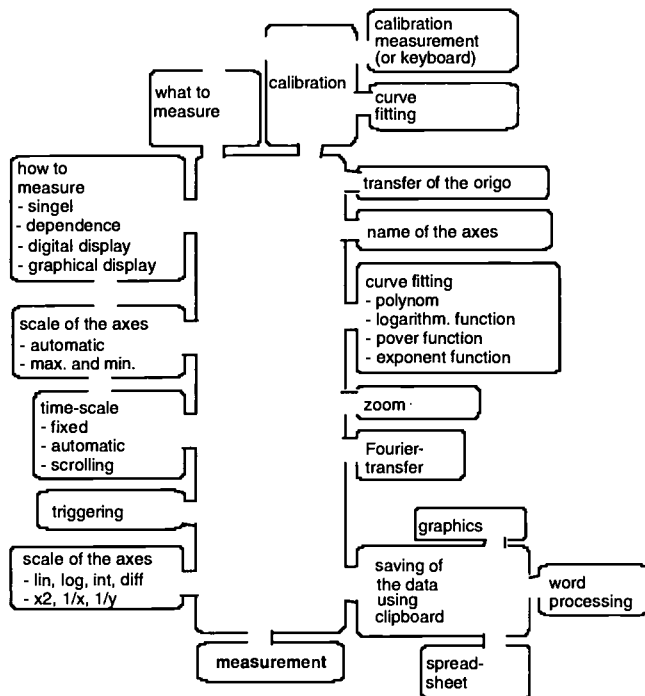 calibration
measurement
(or keyboard)
what to
measure
calibration
curve
fitting
how to
measure
- singel
- dependence
- digital display
- graphical display
transfer of the origo
name of the axes
curve fitting
- polynom
- logarithm. function
- pover function
- exponent function
scale of the axes
- automatic
- max. and min.
time-scale
- fixed
- automatic
- scrolling
zoom
Fourier-
transfer
triggering
graphics
scale of the axes
- lin, log, int, diff
- x2, 1/x, 1/y
saving of
the data
using
clipboard
word
processing
measurement
spread-
sheet